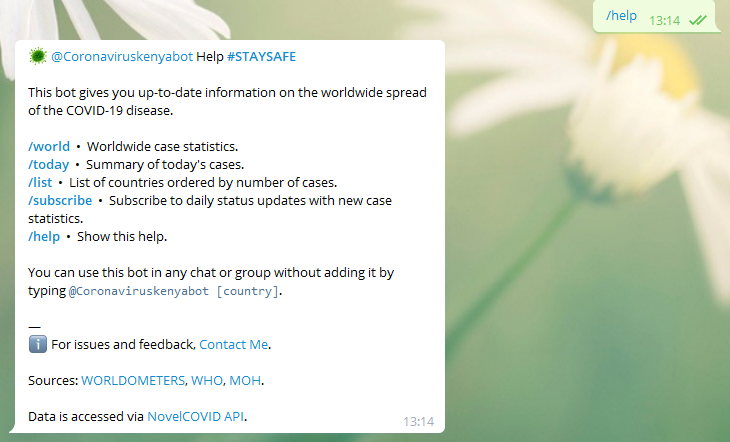 /help 13:14
@Coronaviruskenyabot Help #STAYSAFE
This bot gives you up-to-date information on the worldwide spread
of the COVID-19 disease.
/world • Worldwide case statistics.
/today • Summary of today's cases.
/list • List of countries ordered by number of cases.
/subscribe • Subscribe to daily status updates with new case
statistics.
/help • Show this help.
You can use this bot in any chat or group without adding it by
typing @Coronaviruskenyabot [country].
—
ℹ️ For issues and feedback, Contact Me.
Sources: WORLDOMETERS, WHO, MOH.
Data is accessed via NovelCOVID API.
13:14